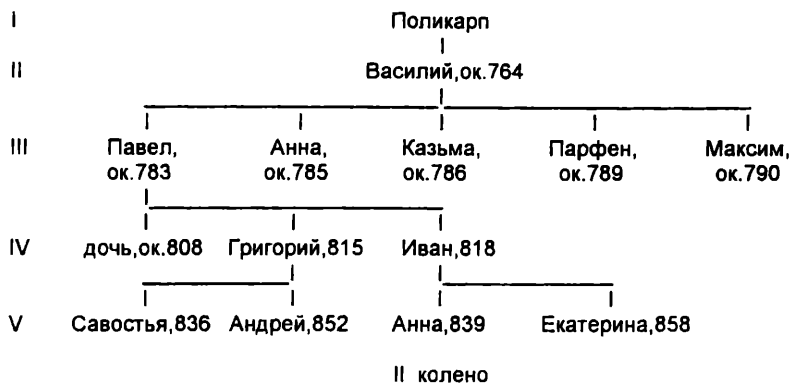 I Поликарп
II Василий,ок.764
III Павел, Анна, Казьма, Парфен, Максим,
ок.783 ок.785 ок.786 ок.789 ок.790
IV дочь,ок.808 Григорий,815 Иван,818
V Савостья,836 Андрей,852 Анна,839 Екатерина,858
II колено